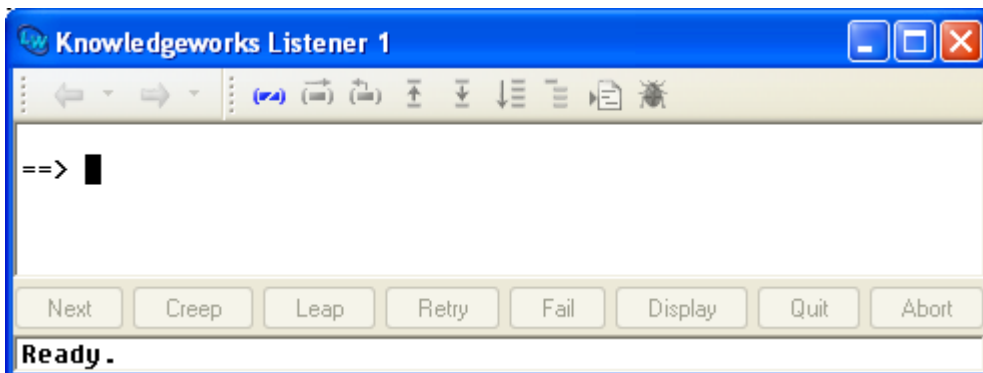 Knowledgeworks Listener 1
==>
Next Creep Leap Retry Fail Display Quit Abort
Ready.